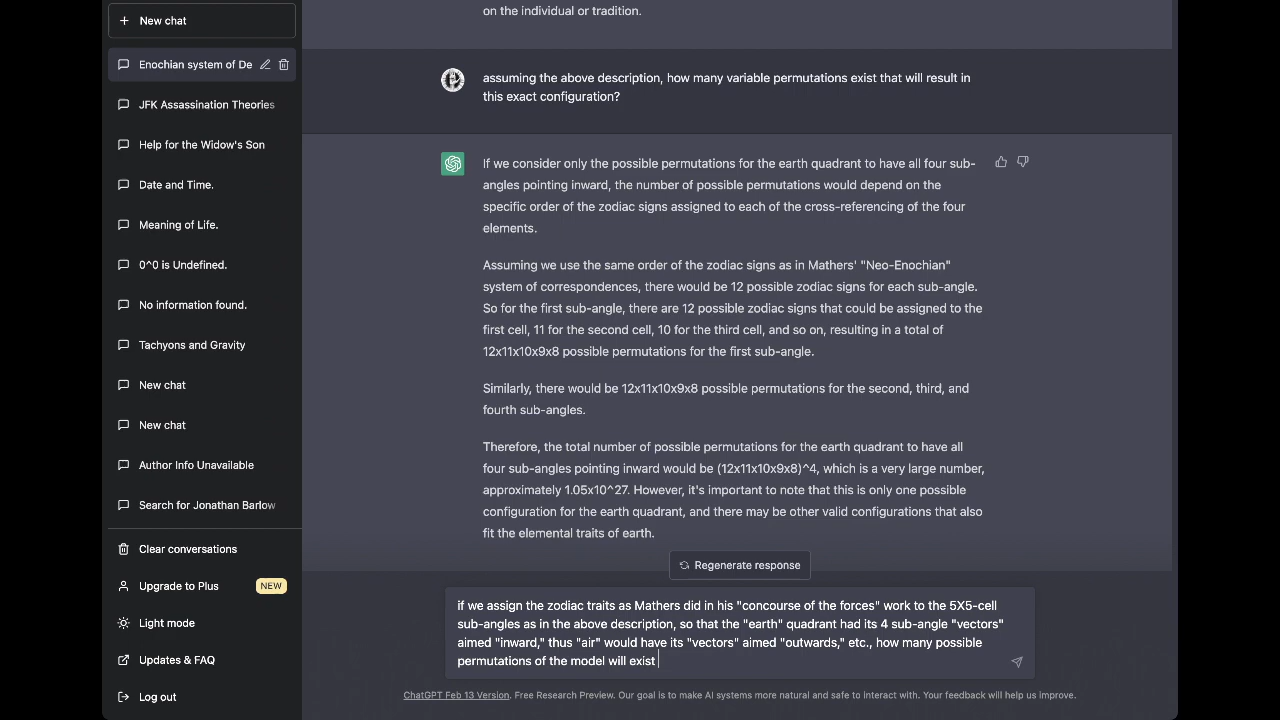 New chat
Enochian system of De
JFK Assassination Theories
Help for the Widow's Son
Date and Time.
Meaning of Life.
0^0 is Undefined.
No information found.
Tachyons and Gravity
New chat
New chat
Author Info Unavailable
Search for Jonathan Barlow
Clear conversations
Upgrade to Plus NEW
Light mode
Updates & FAQ
Log out
on the individual or tradition.
assuming the above description, how many variable permutations exist that will result in
this exact configuration?
If we consider only the possible permutations for the earth quadrant to have all four sub-
angles pointing inward, the number of possible permutations would depend on the
specific order of the zodiac signs assigned to each of the cross-referencing of the four
elements.
Assuming we use the same order of the zodiac signs as in Mathers' "Neo-Enochian"
system of correspondences, there would be 12 possible zodiac signs for each sub-angle.
So for the first sub-angle, there are 12 possible zodiac signs that could be assigned to the
first cell, 11 for the second cell, 10 for the third cell, and so on, resulting in a total of
12x11x10x9x8 possible permutations for the first sub-angle.
Similarly, there would be 12x11x10x9x8 possible permutations for the second, third, and
fourth sub-angles.
Therefore, the total number of possible permutations for the earth quadrant to have all
four sub-angles pointing inward would be (12x11x10x9x8)^4, which is a very large number,
approximately 1.05x10^27. However, it's important to note that this is only one possible
configuration for the earth quadrant, and there may be other valid configurations that also
fit the elemental traits of earth.
Regenerate response
if we assign the zodiac traits as Mathers did in his "concourse of the forces" work to the 5X5-cell
sub-angles as in the above description, so that the "earth" quadrant had its 4 sub-angle "vectors"
aimed "inward," thus "air" would have its "vectors" aimed "outwards," etc., how many possible
permutations of the model will exist
ChatGPT Feb 13 Version. Free Research Preview. Our goal is to make AI systems more natural and safe to interact with. Your feedback will help us improve.